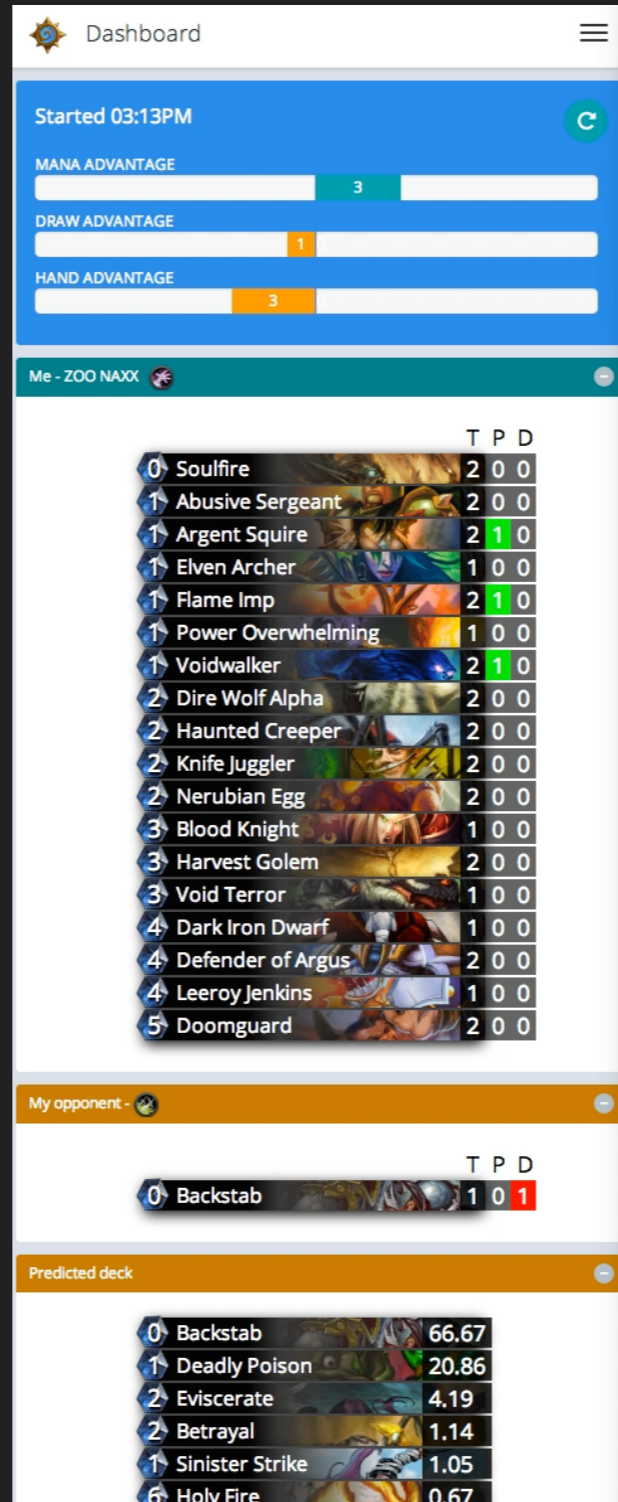 Dashboard
Started 03:13PM
MANA ADVANTAGE
3
DRAW ADVANTAGE
1
HAND ADVANTAGE
3
Me - ZOO NAXX
T P D
0 Soulfire 2 0 0
1 Abusive Sergeant 2 0 0
1 Argent Squire 2 1 0
1 Elven Archer 1 0 0
1 Flame Imp 2 1 0
1 Power Overwhelming 1 0 0
1 Voidwalker 2 1 0
2 Dire Wolf Alpha 2 0 0
2 Haunted Creeper 2 0 0
2 Knife Juggler 2 0 0
2 Nerubian Egg 2 0 0
3 Blood Knight 1 0 0
3 Harvest Golem 2 0 0
3 Void Terror 1 0 0
4 Dark Iron Dwarf 1 0 0
4 Defender of Argus 2 0 0
4 Leeroy Jenkins 1 0 0
5 Doomguard 2 0 0
My opponent -
T P D
0 Backstab 1 0 1
Predicted deck
0 Backstab 66.67
1 Deadly Poison 20.86
2 Eviscerate 4.19
2 Betrayal 1.14
1 Sinister Strike 1.05
6 Holy Fire 0.67